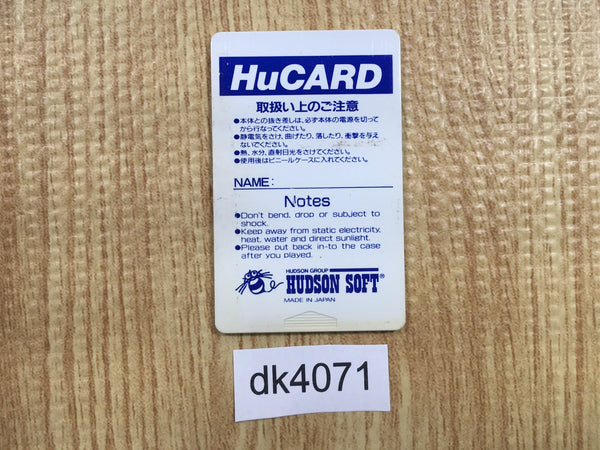 HuCARD
取扱い上のご注意
●本体との抜き差しは、必ず本体の電源を切って
から行なってください。
●静電気をさけ、曲げたり、落したり、衝撃を与え
ないでください。
●熱、水分、直射日光をさけてください。
●使用後はビニールケースに入れてください。
NAME:
Notes
●Don't bend, drop or subject to
shock.
●Keep away from static electricity,
heat, water and direct sunlight.
●Please put back in-to the case
after you played.
HUDSON GROUP
HUDSON SOFT®
MADE IN JAPAN
dk4071